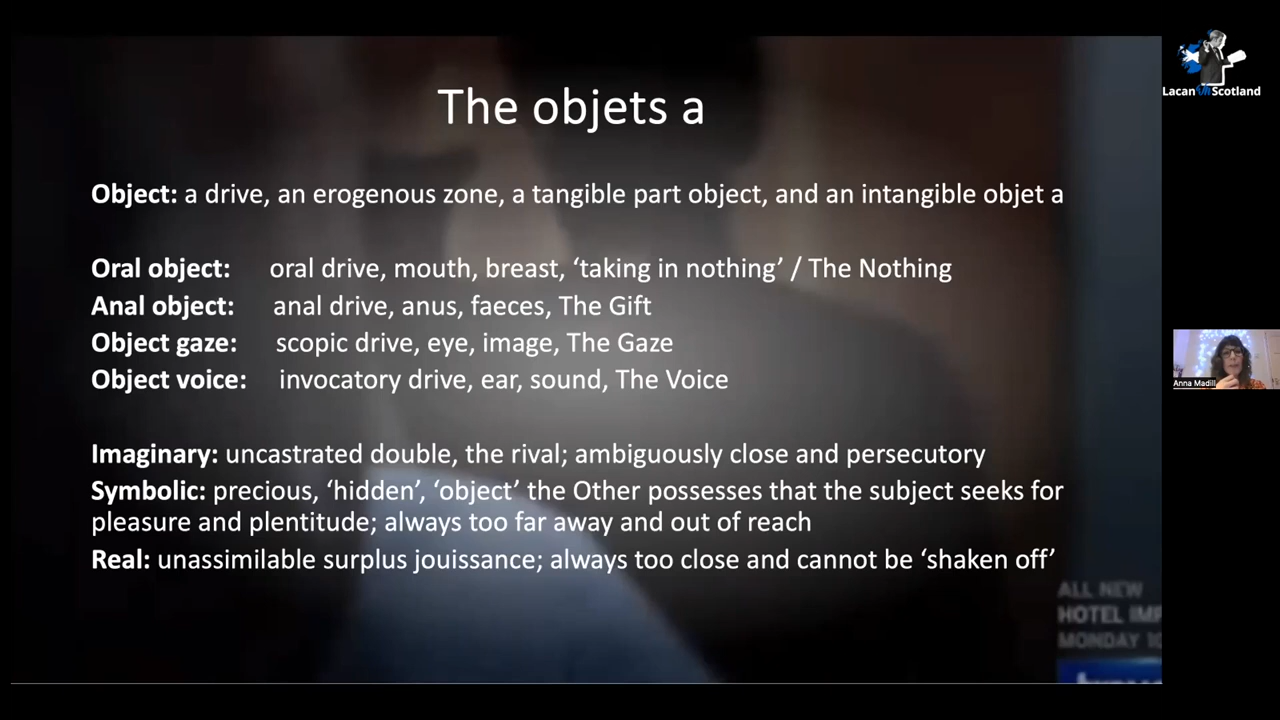 The objets a
Object: a drive, an erogenous zone, a tangible part object, and an intangible objet a
Oral object: oral drive, mouth, breast, ‘taking in nothing’ / The Nothing
Anal object: anal drive, anus, faeces, The Gift
Object gaze: scopic drive, eye, image, The Gaze
Object voice: invocatory drive, ear, sound, The Voice
Imaginary: uncastrated double, the rival; ambiguously close and persecutory
Symbolic: precious, ‘hidden’, ‘object’ the Other possesses that the subject seeks for
pleasure and plentitude; always too far away and out of reach
Real: unassimilable surplus jouissance; always too close and cannot be ‘shaken off’
ALL NEW
HOTEL IMP
MONDAY 10
Lacan in Scotland
Anna Madill